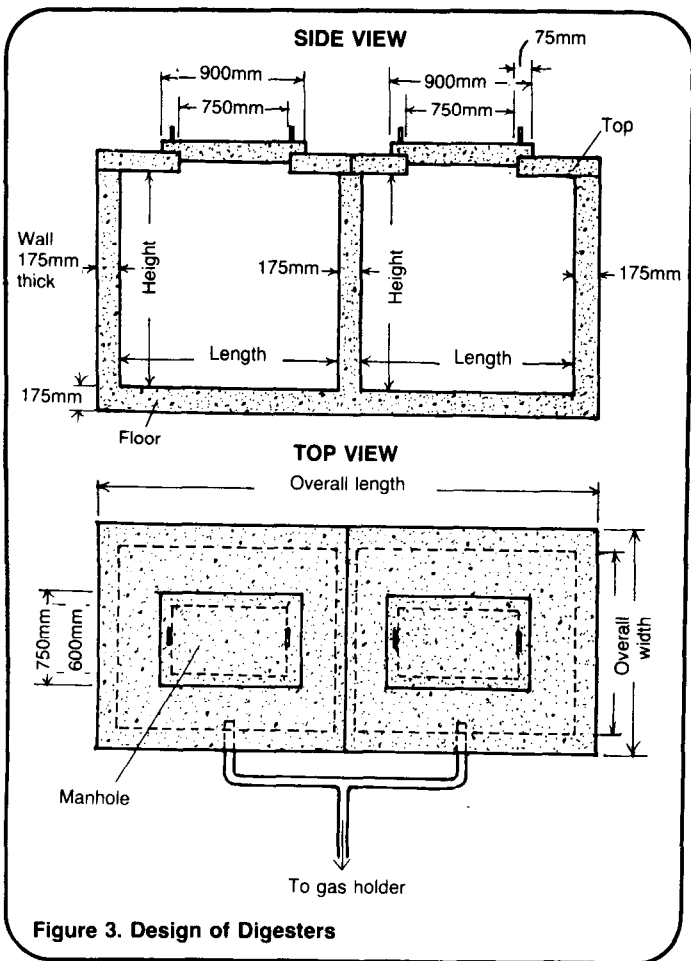 SIDE VIEW
75mm
900mm
900mm
750mm
750mm
Top
Wall
175mm
thick
Height
175mm
Height
175mm
Length
Length
175mm
Floor
TOP VIEW
Overall length
750mm
600mm
Overall
width
Manhole
To gas holder
Figure 3. Design of Digesters